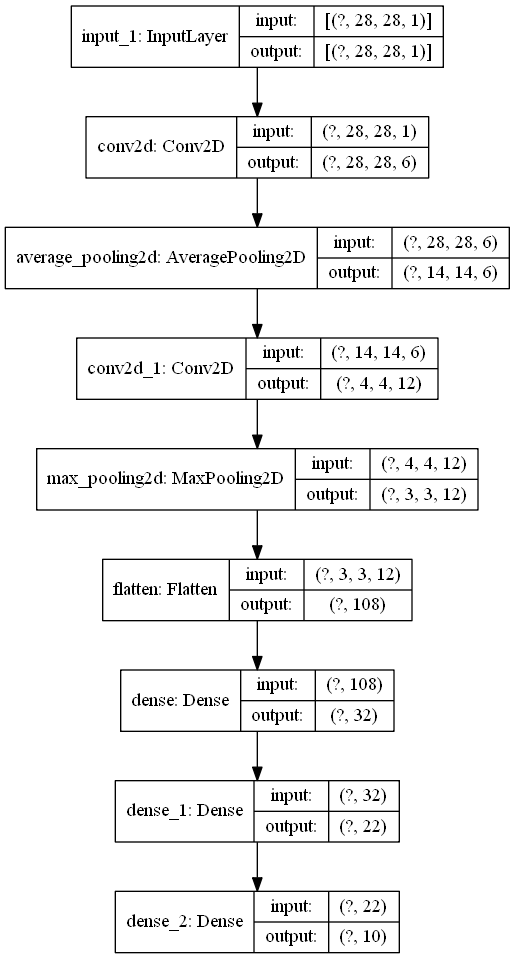 input_1: InputLayer
input: [(?, 28, 28, 1)]
output: [(?, 28, 28, 1)]
conv2d: Conv2D
input: (?, 28, 28, 1)
output: (?, 28, 28, 6)
average_pooling2d: AveragePooling2D
input: (?, 28, 28, 6)
output: (?, 14, 14, 6)
conv2d_1: Conv2D
input: (?, 14, 14, 6)
output: (?, 4, 4, 12)
max_pooling2d: MaxPooling2D
input: (?, 4, 4, 12)
output: (?, 3, 3, 12)
flatten: Flatten
input: (?, 3, 3, 12)
output: (?, 108)
dense: Dense
input: (?, 108)
output: (?, 32)
dense_1: Dense
input: (?, 32)
output: (?, 22)
dense_2: Dense
input: (?, 22)
output: (?, 10)